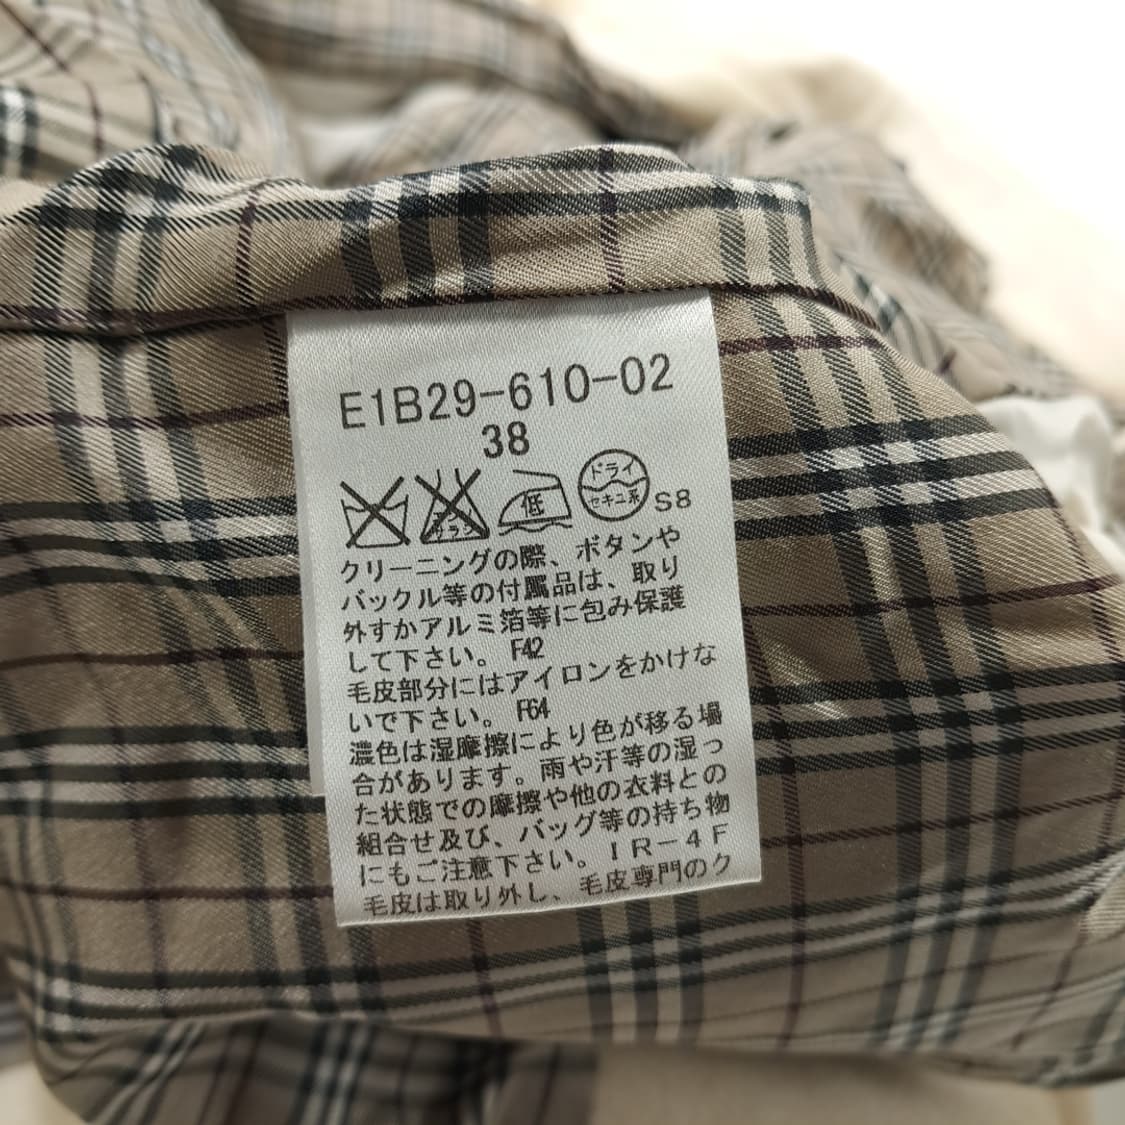 E1B29-610-02
38
低
ドライ
セキユ系
S8
クリーニングの際、ボタンや
バックル等の付属品は、取り
外すかアルミ箔等に包み保護
して下さい。 F42
毛皮部分にはアイロンをかけな
いで下さい。 F64
濃色は湿摩擦により色が移る場
合があります。雨や汗等の湿っ
た状態での摩擦や他の衣料との
組合せ及び、バッグ等の持ち物
にもご注意下さい。IR-4F
毛皮は取り外し、毛皮専門のク